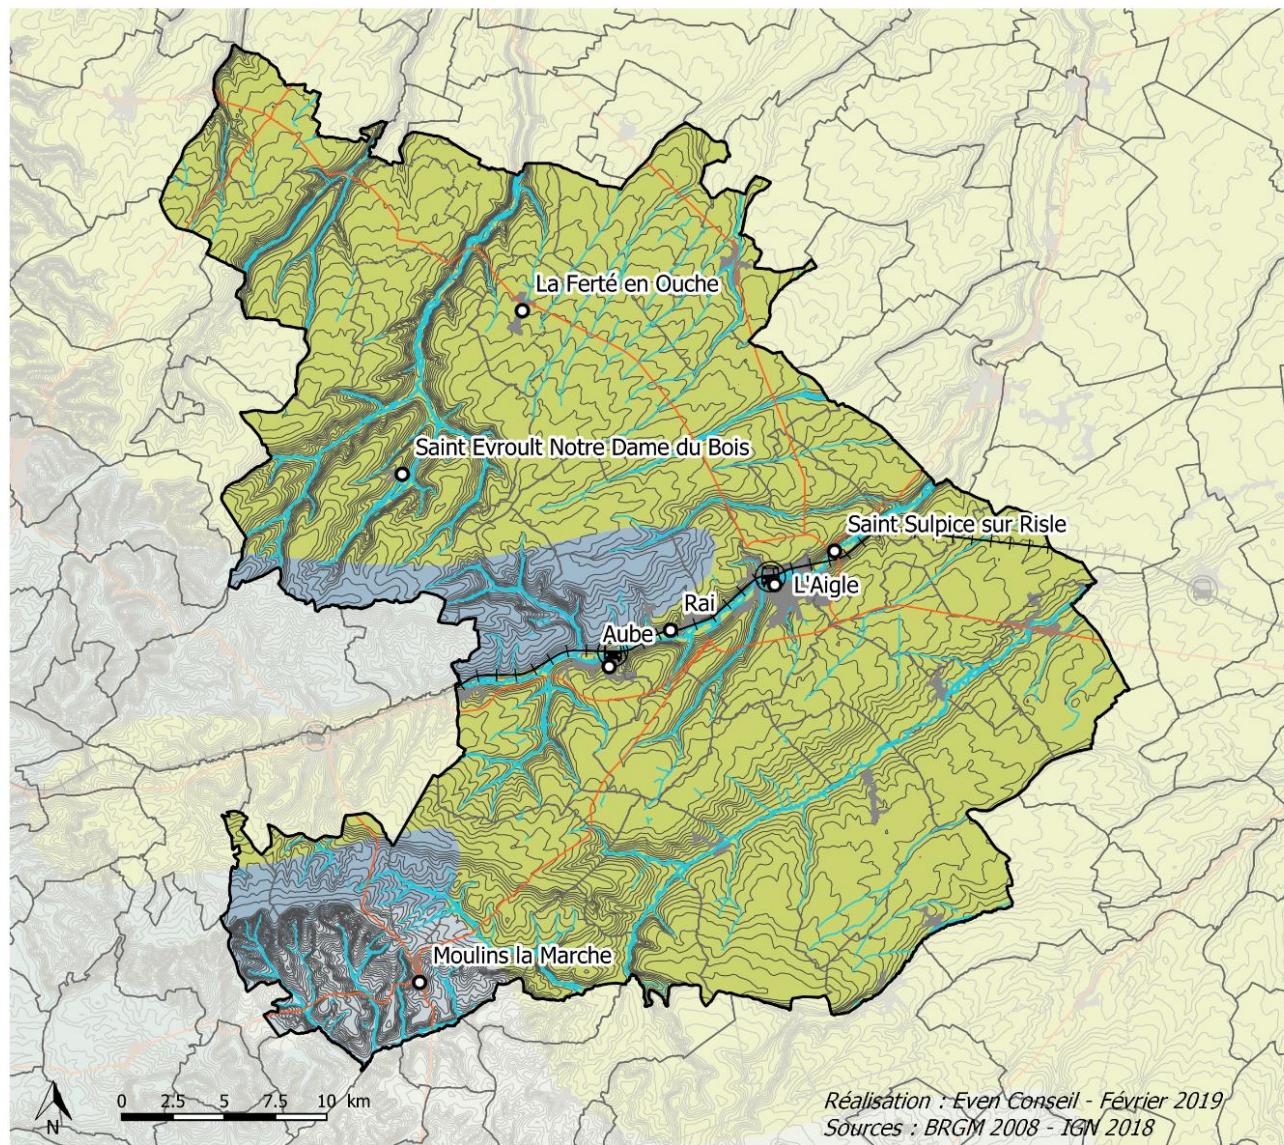 La Ferté en Ouche
Saint Evroult Notre Dame du Bois
Saint Sulpice sur Risle
L'Aigle
Rai
Aube
Moulins la Marche
0 2.5 5 7.5 10 km
N
Réalisation : Even Conseil - Février 2019
Sources : BRGM 2008 - IGN 2018